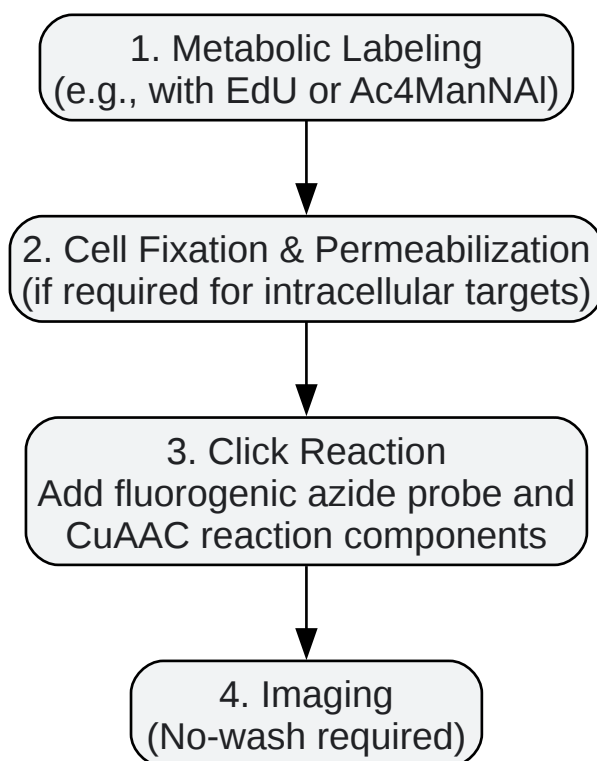 1. Metabolic Labeling
(e.g., with EdU or Ac4ManNAl)
2. Cell Fixation & Permeabilization
(if required for intracellular targets)
3. Click Reaction
Add fluorogenic azide probe and
CuAAC reaction components
4. Imaging
(No-wash required)